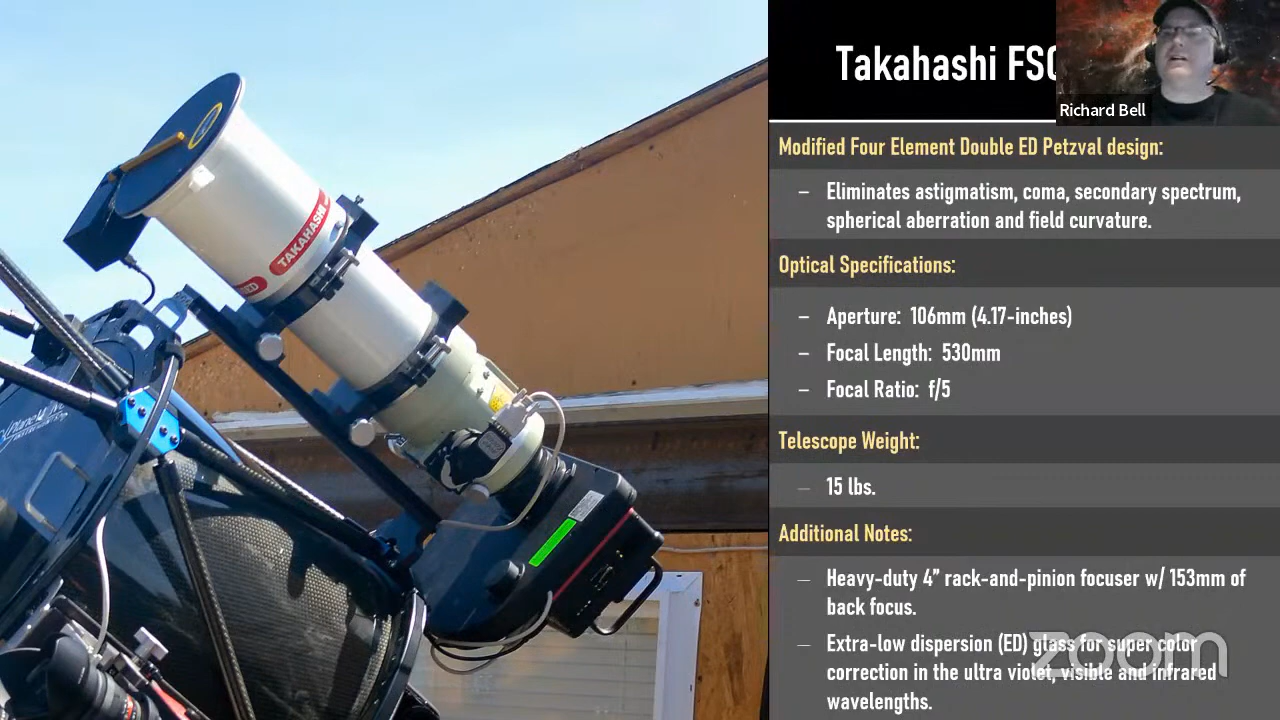 Takahashi FSQ
Richard Bell
Modified Four Element Double ED Petzval design:
– Eliminates astigmatism, coma, secondary spectrum,
spherical aberration and field curvature.
Optical Specifications:
– Aperture: 106mm (4.17-inches)
– Focal Length: 530mm
– Focal Ratio: f/5
Telescope Weight:
– 15 lbs.
Additional Notes:
– Heavy-duty 4” rack-and-pinion focuser w/ 153mm of
back focus.
– Extra-low dispersion (ED) glass for super color
correction in the ultra violet, visible and infrared
wavelengths.
zoom
TAKAHASHI
ED